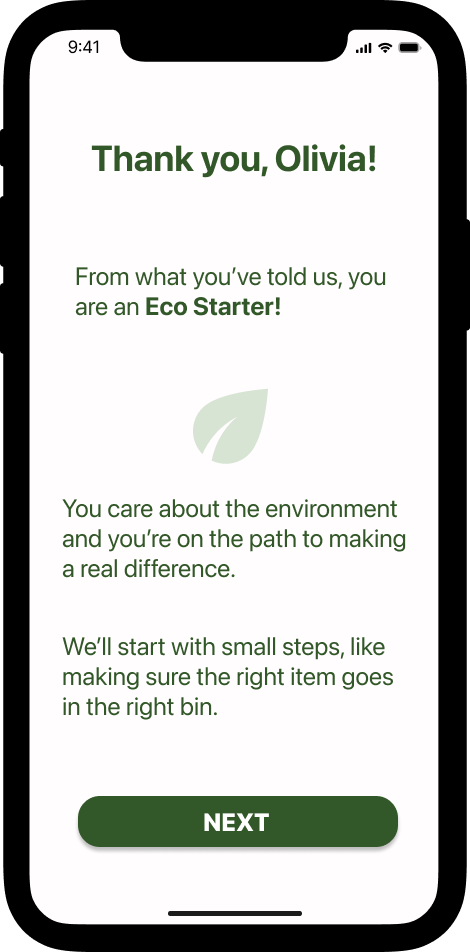 9:41
Thank you, Olivia!
From what you’ve told us, you
are an Eco Starter!
You care about the environment
and you’re on the path to making
a real difference.
We’ll start with small steps, like
making sure the right item goes
in the right bin.
NEXT